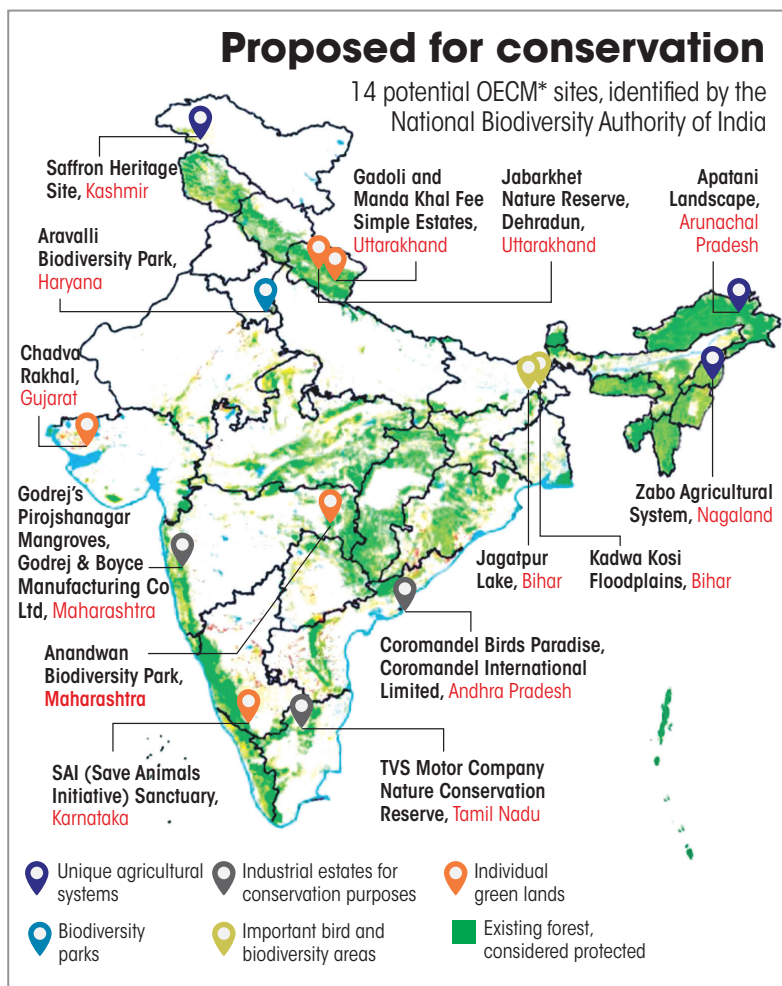 Proposed for conservation
14 potential OECM* sites, identified by the
National Biodiversity Authority of India
Saffron Heritage
Site, Kashmir
Gadoli and
Manda Khal Fee
Simple Estates,
Uttarakhand
Jabarkhet
Nature Reserve,
Dehradun,
Uttarakhand
Apatani
Landscape,
Arunachal
Pradesh
Aravalli
Biodiversity Park,
Haryana
Chadva
Rakhal,
Gujarat
Godrej's
Pirojshanagar
Mangroves,
Godrej & Boyce
Manufacturing Co
Ltd, Maharashtra
Zabo Agricultural
System, Nagaland
Jagatpur
Lake, Bihar
Kadwa Kosi
Floodplains, Bihar
Anandwan
Biodiversity Park,
Maharashtra
Coromandel Birds Paradise,
Coromandel International
Limited, Andhra Pradesh
SAI (Save Animals
Initiative) Sanctuary,
Karnataka
TVS Motor Company
Nature Conservation
Reserve, Tamil Nadu
Unique agricultural
systems
Industrial estates for
conservation purposes
Individual
green lands
Biodiversity
parks
Important bird and
biodiversity areas
Existing forest,
considered protected